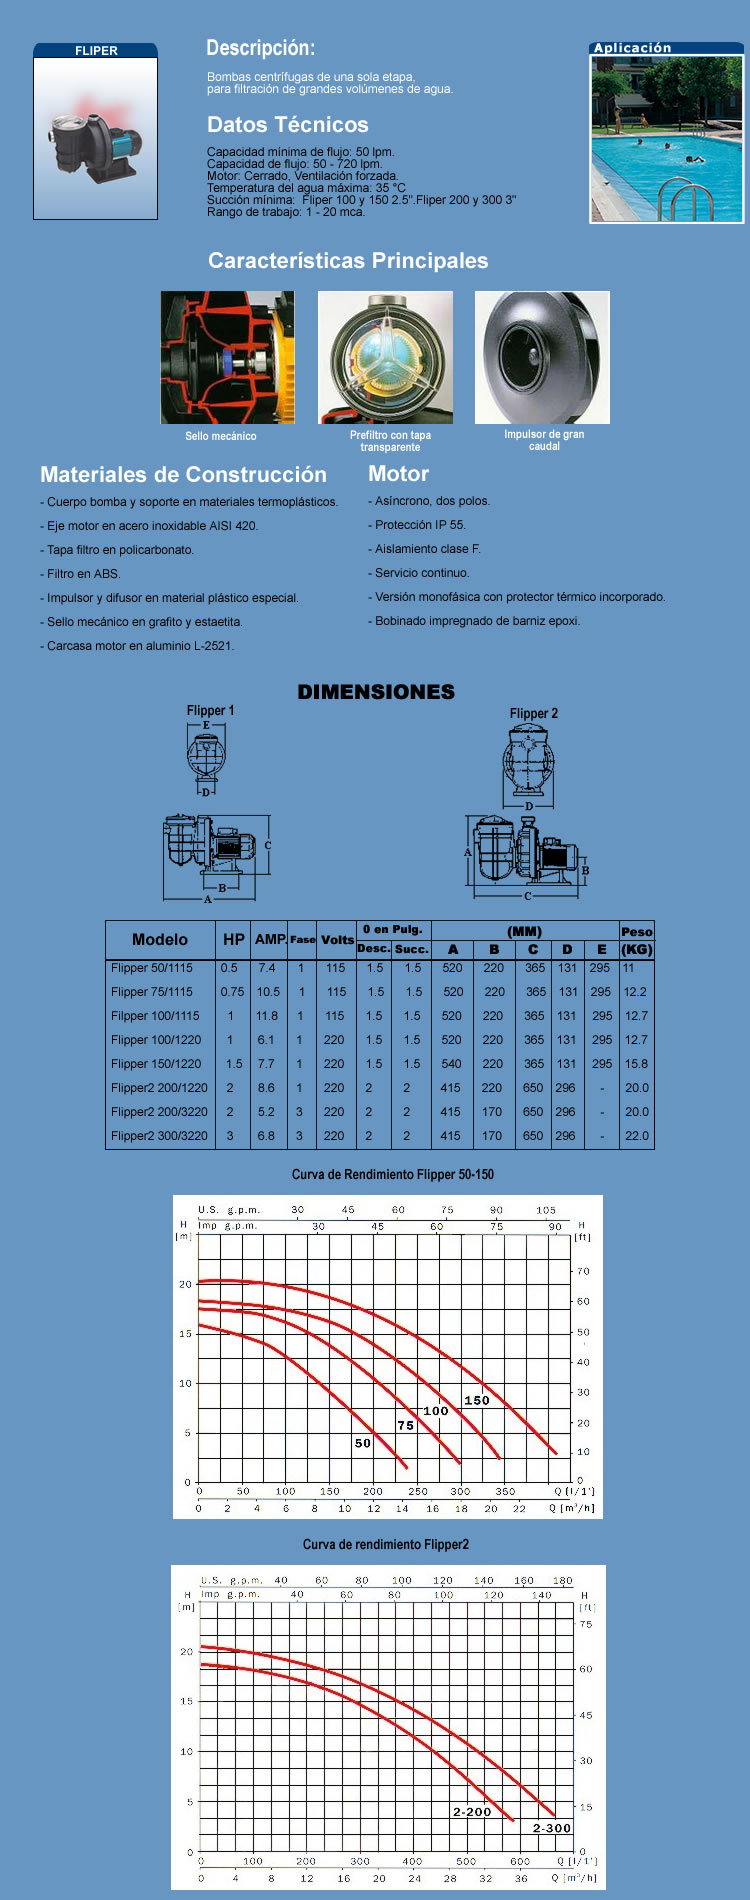 FLIPER
Descripción:
Bombas centrífugas de una sola etapa,
para filtración de grandes volúmenes de agua.
Aplicación
Datos Técnicos
Capacidad mínima de flujo: 50 lpm.
Capacidad de flujo: 50 - 720 lpm.
Motor: Cerrado, Ventilación forzada.
Temperatura del agua máxima: 35 °C
Succión mínima: Fliper 100 y 150 2.5".Fliper 200 y 300 3"
Rango de trabajo: 1 - 20 mca.
Características Principales
Sello mecánico
Prefiltro con tapa
transparente
Impulsor de gran
caudal
Materiales de Construcción
- Cuerpo bomba y soporte en materiales termoplásticos.
- Eje motor en acero inoxidable AISI 420.
- Tapa filtro en policarbonato.
- Filtro en ABS.
- Impulsor y difusor en material plástico especial.
- Sello mecánico en grafito y estaetita.
- Carcasa motor en aluminio L-2521.
Motor
- Asíncrono, dos polos.
- Protección IP 55.
- Aislamiento clase F.
- Servicio continuo.
- Versión monofásica con protector térmico incorporado.
- Bobinado impregnado de barniz epoxi.
DIMENSIONES
Flipper 1
E
D
C
B
A
Flipper 2
D
A
B
C
Modelo HP AMP. Fase Volts 0 en Pulg. (MM) Peso
Desc. Succ. A B C D E (KG)
Flipper 50/1115 0.5 7.4 1 115 1.5 1.5 520 220 365 131 295 11
Flipper 75/1115 0.75 10.5 1 115 1.5 1.5 520 220 365 131 295 12.2
Filpper 100/1115 1 11.8 1 115 1.5 1.5 520 220 365 131 295 12.7
Flipper 100/1220 1 6.1 1 220 1.5 1.5 520 220 365 131 295 12.7
Flipper 150/1220 1.5 7.7 1 220 1.5 1.5 540 220 365 131 295 15.8
Flipper2 200/1220 2 8.6 1 220 2 2 415 220 650 296 - 20.0
Flipper2 200/3220 2 5.2 3 220 2 2 415 170 650 296 - 20.0
Flipper2 300/3220 3 6.8 3 220 2 2 415 170 650 296 - 22.0
Curva de Rendimiento Flipper 50-150
U.S. g.p.m. 30 45 60 75 90 105
H Imp g.p.m. 30 45 60 75 90 H
[m] [ft]
70
20
60
15 50
40
10
30
150
100
20
75
5
50
10
0 0
0 50 100 150 200 250 300 350 Q [l/1']
0 2 4 6 8 10 12 14 16 18 20 22 Q [m³/h]
Curva de rendimiento Flipper2
U.S. g.p.m. 40 60 80 100 120 140 160 180
H Imp g.p.m. 40 60 80 100 120 140 H
[m] [ft]
75
20
60
15
45
10
30
5
15
2-200
2-300
0 0
0 100 200 300 400 500 600 Q [l/1']
0 4 8 12 16 20 24 28 32 36 Q [m³/h]